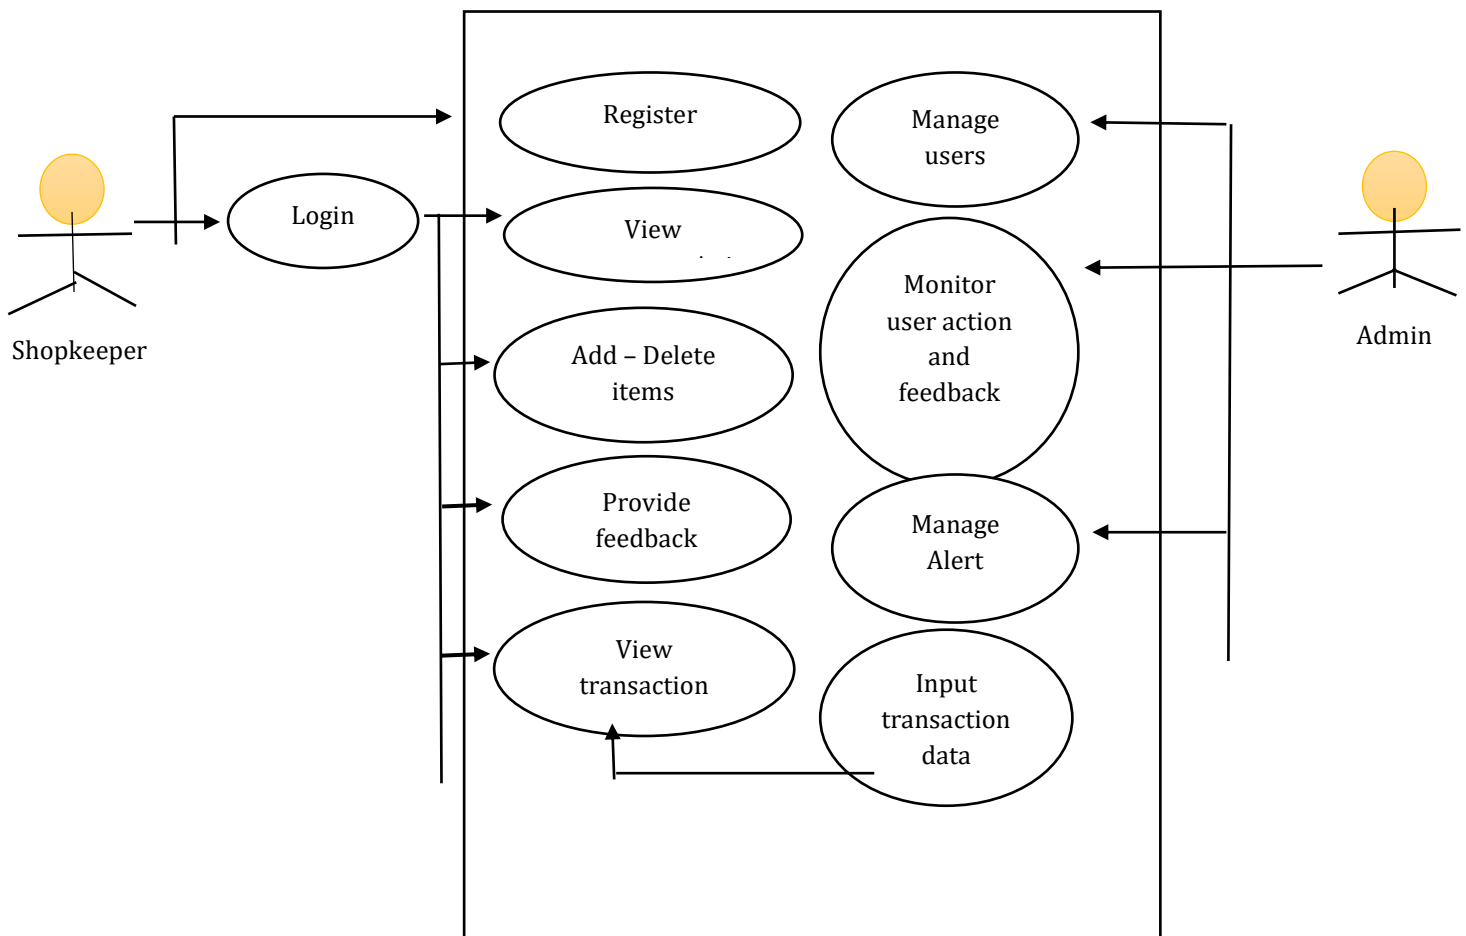 Register
Manage
users
Login
View
Monitor
user action
and
feedback
Shopkeeper
Admin
Add – Delete
items
Provide
feedback
Manage
Alert
View
transaction
Input
transaction
data